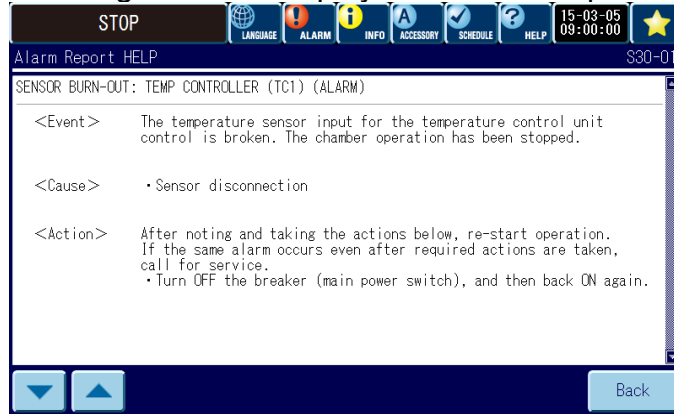 STOP
LANGUAGE
ALARM
INFO
A
ACCESSORY
SCHEDULE
?
HELP
15-03-05
09:00:00
Alarm Report HELP S30-01
SENSOR BURN-OUT: TEMP CONTROLLER (TC1) (ALARM)
<Event> The temperature sensor input for the temperature control unit
control is broken. The chamber operation has been stopped.
<Cause> ・Sensor disconnection
<Action> After noting and taking the actions below, re-start operation.
If the same alarm occurs even after required actions are taken,
call for service.
・Turn OFF the breaker (main power switch), and then back ON again.
Back